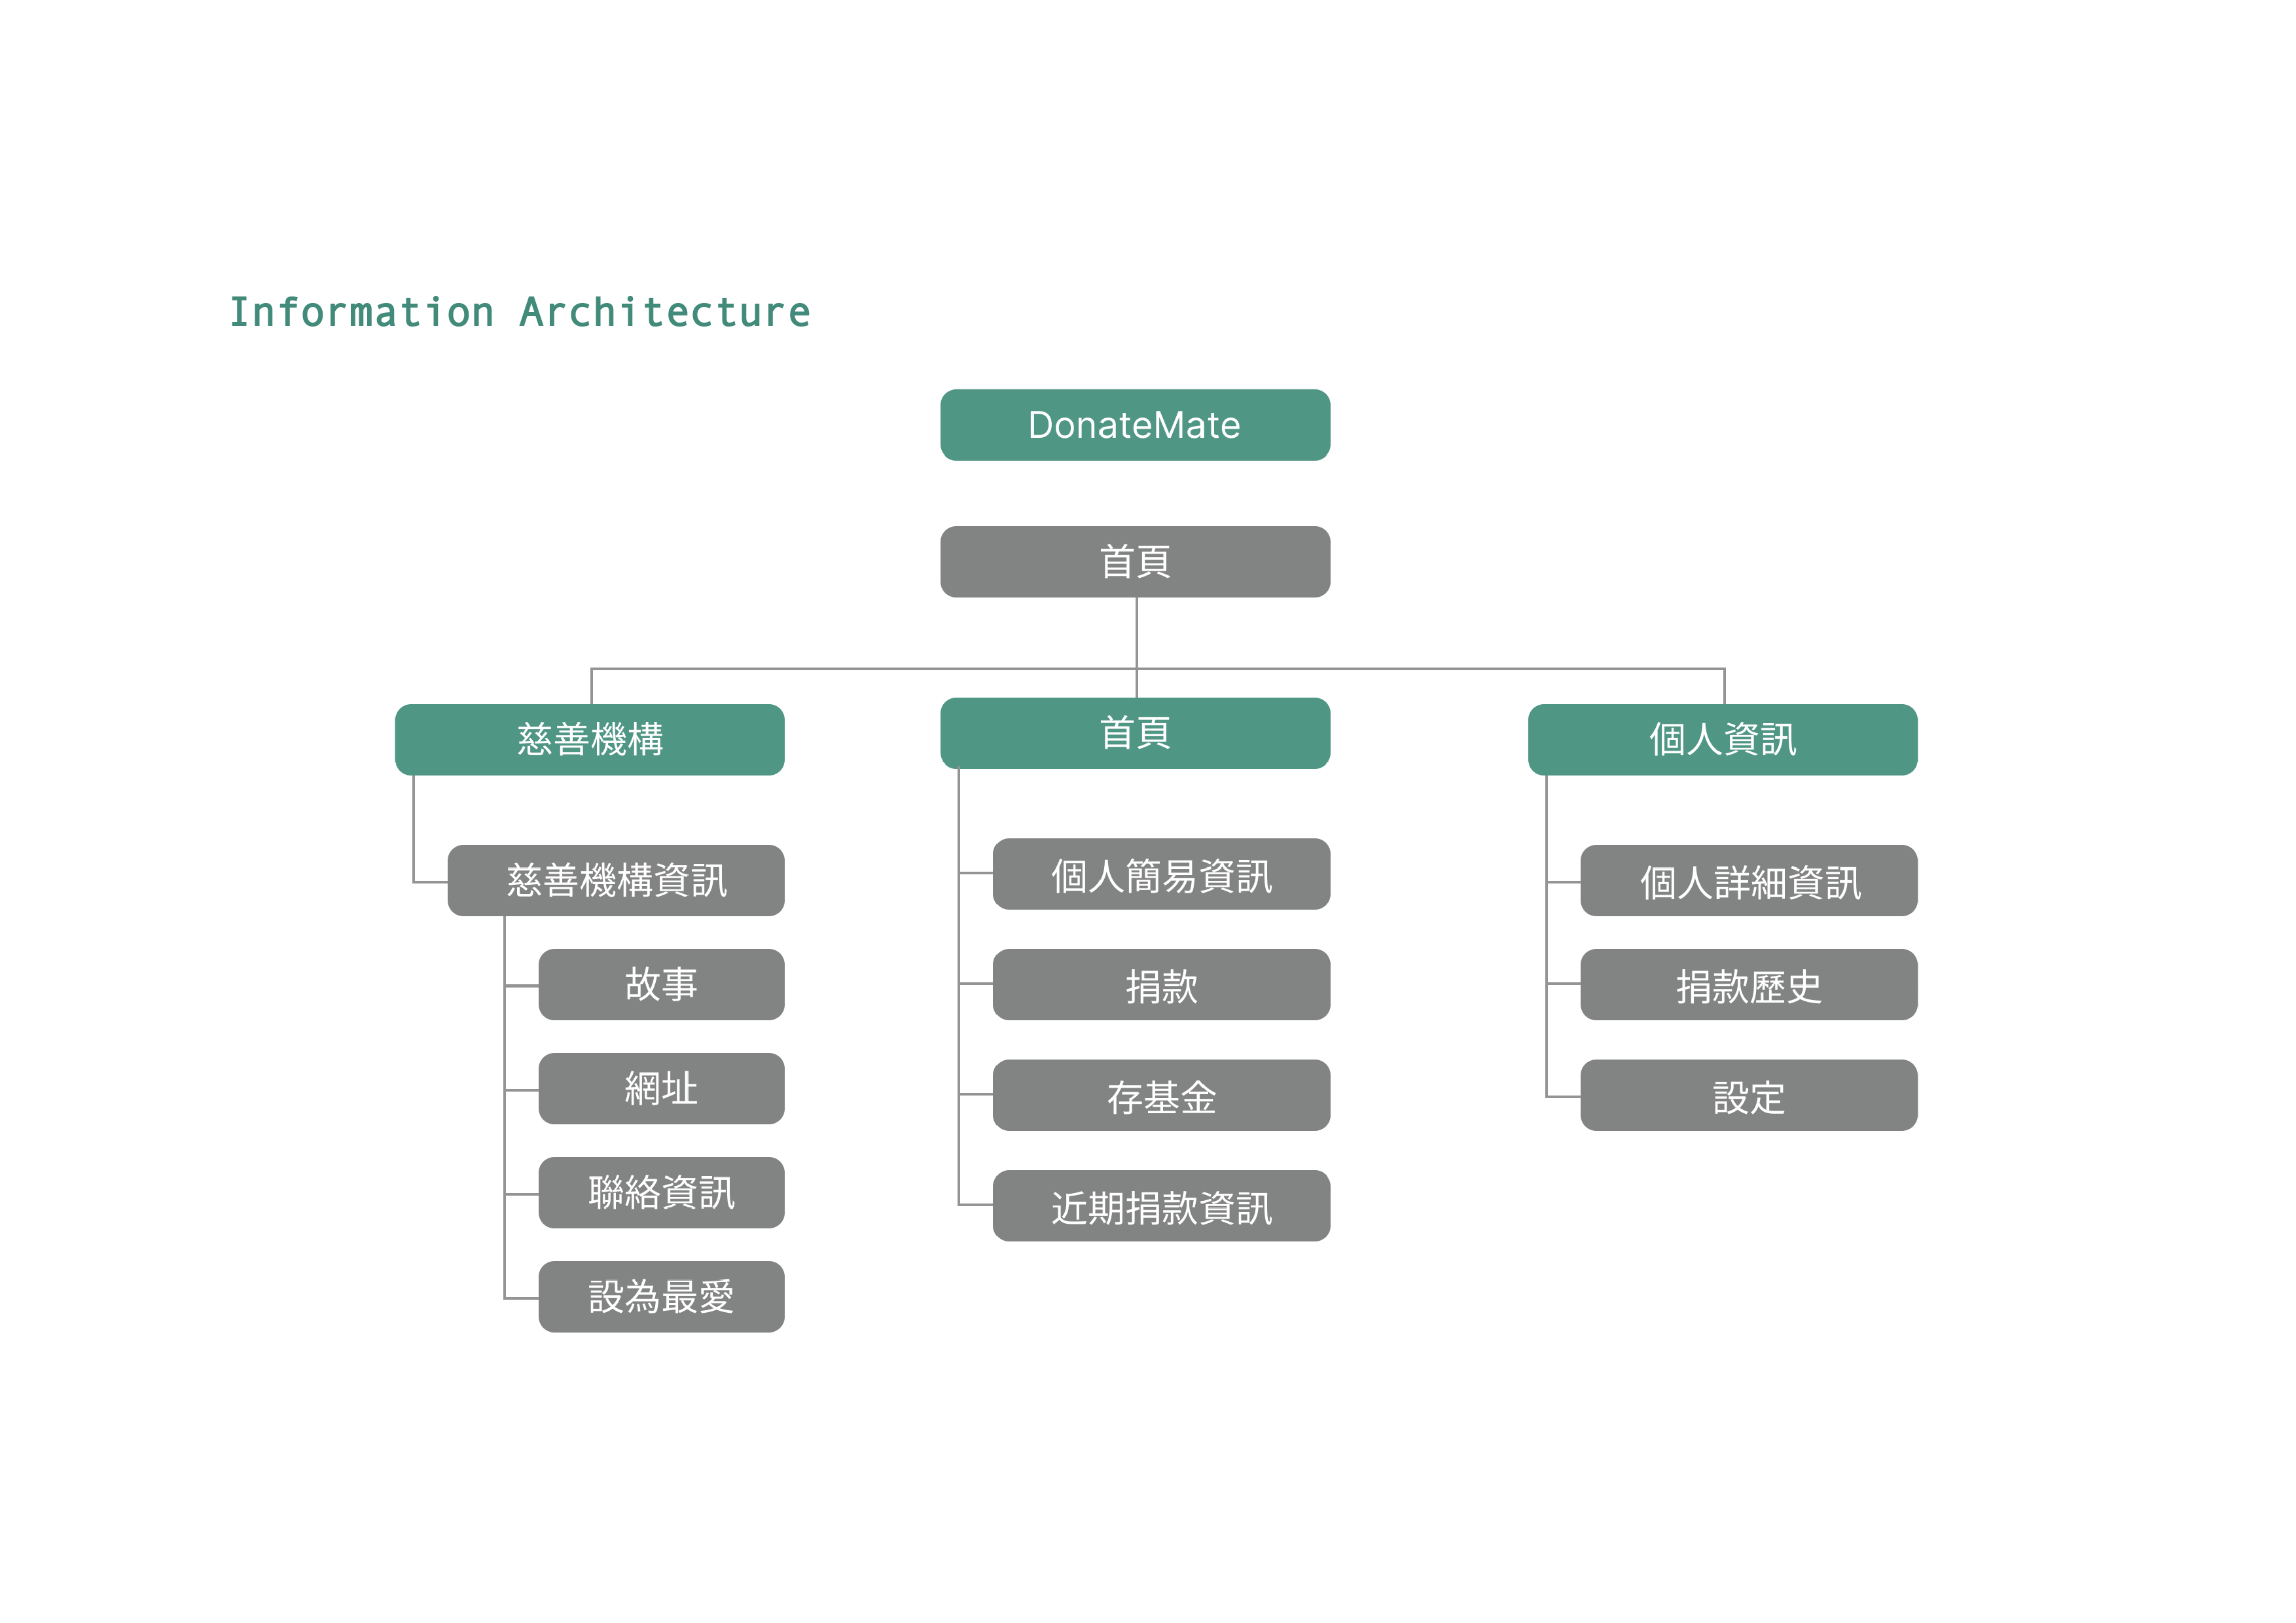 Information Architecture
DonateMate
首頁
慈善機構
首頁
個人資訊
慈善機構資訊
故事
網址
聯絡資訊
設為最愛
個人簡易資訊
捐款
存基金
近期捐款資訊
個人詳細資訊
捐款歷史
設定